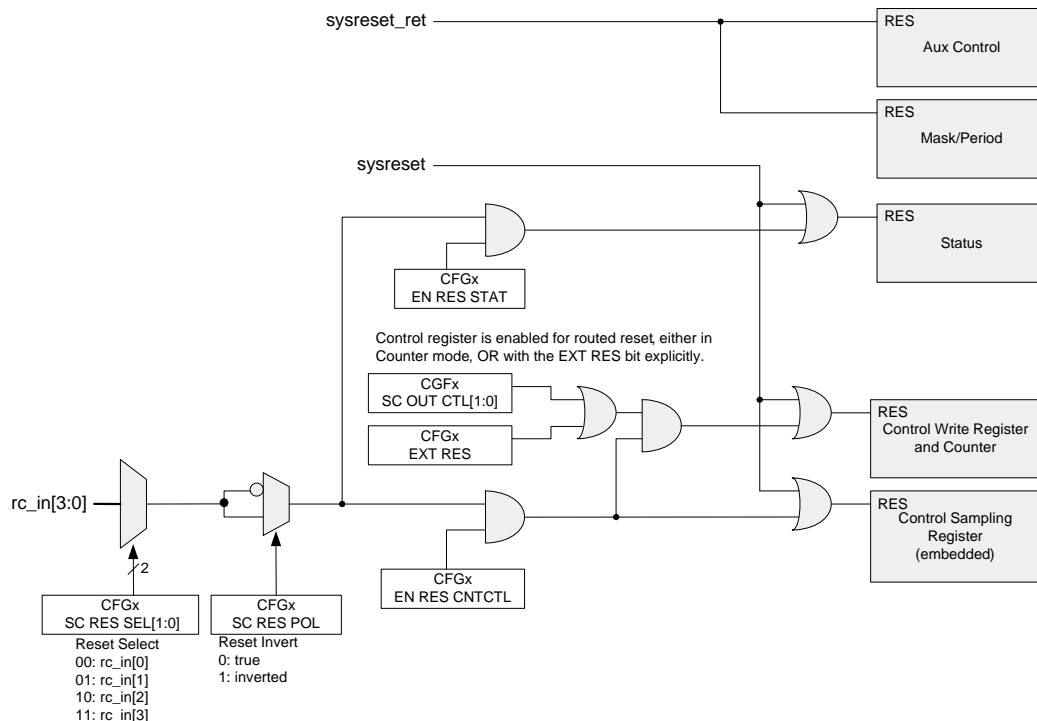 sysreset_ret
RES
Aux Control
RES
Mask/Period
sysreset
RES
Status
CFGx
EN RES STAT
Control register is enabled for routed reset, either in
Counter mode, OR with the EXT RES bit explicitly.
CGFx
SC OUT CTL[1:0]
CFGx
EXT RES
RES
Control Write Register
and Counter
rc_in[3:0]
RES
Control Sampling
Register
(embedded)
2
CFGx
EN RES CNTCTL
CFGx
SC RES SEL[1:0]
CFGx
SC RES POL
Reset Select
00: rc_in[0]
01: rc_in[1]
10: rc_in[2]
11: rc_in[3]
Reset Invert
0: true
1: inverted